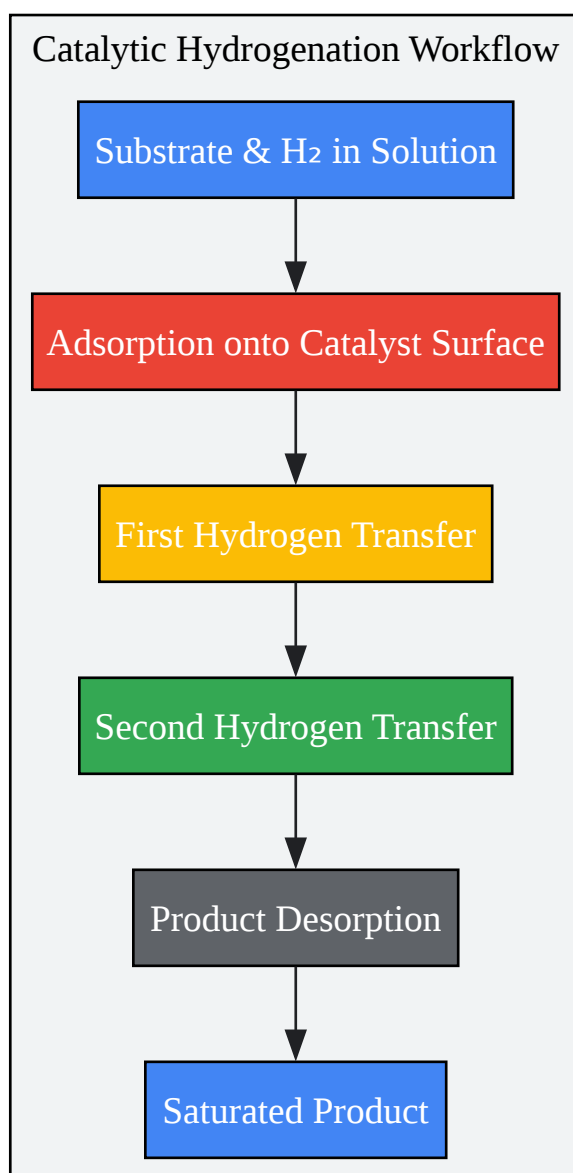 Catalytic Hydrogenation Workflow
Substrate & H₂ in Solution
Adsorption onto Catalyst Surface
First Hydrogen Transfer
Second Hydrogen Transfer
Product Desorption
Saturated Product